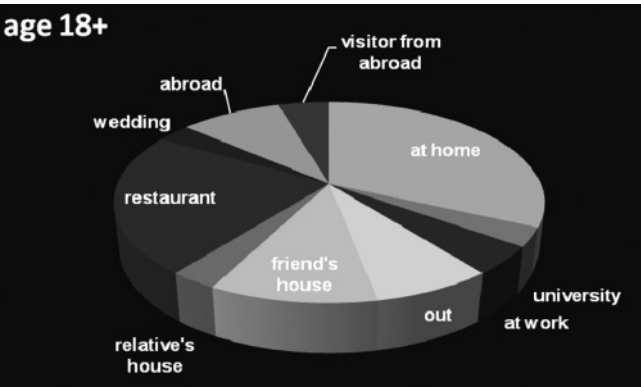 age 18+
visitor from
abroad
abroad
wedding
at home
restaurant
friend's
house
university
out
at work
relative's
house